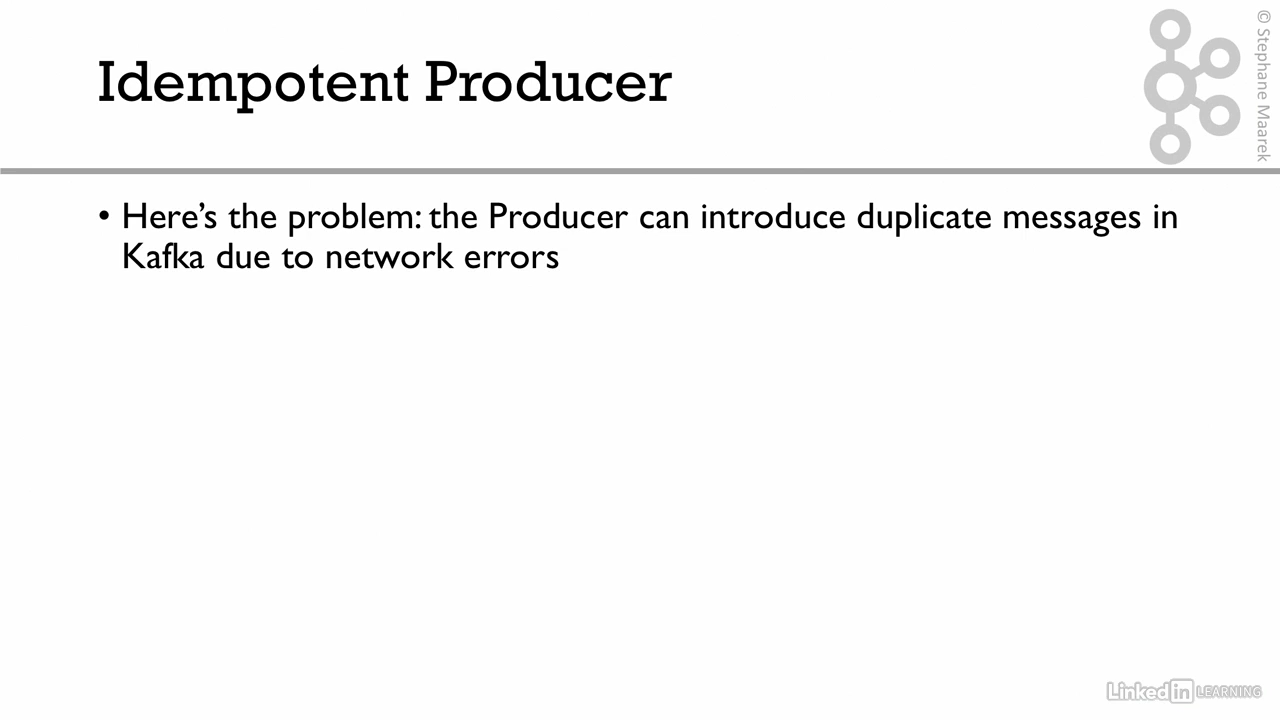 Idempotent Producer
© Stephane Maarek
• Here’s the problem: the Producer can introduce duplicate messages in
Kafka due to network errors
Linked in LEARNING